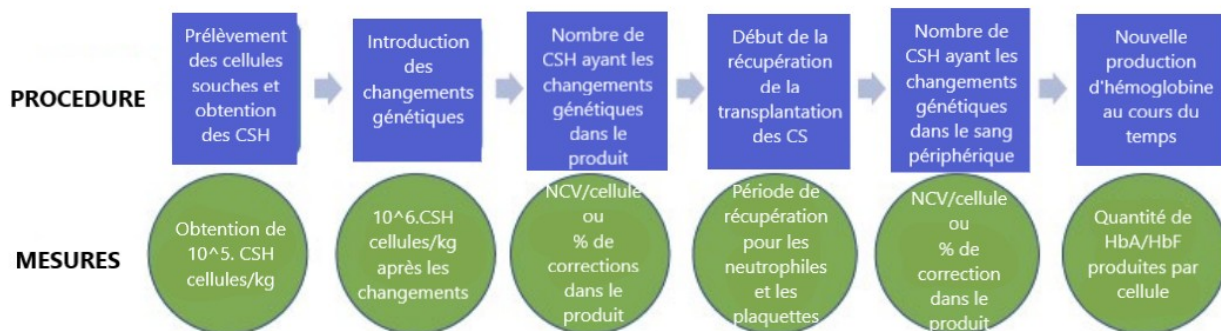 PROCEDURE
Prélèvement
des cellules
souches et
obtention
des CSH
Introduction
des
changements
génétiques
Nombre de
CSH ayant les
changements
génétiques
dans le
produit
Début de la
récupération
de la
transplantation
des CS
Nombre de
CSH ayant les
changements
génétiques
dans le sang
périphérique
Nouvelle
production
d'hémoglobine
au cours du
temps
MESURES
Obtention de
10^5. CSH
cellules/kg
10^6.CSH
cellules/kg
après les
changements
NCV/cellule
ou
% de
corrections
dans le
produit
Période de
récupération
pour les
neutrophiles
et les
plaquettes
NCV/cellule
ou
% de
correction
dans le
produit
Quantité de
HbA/HbF
produites par
cellule